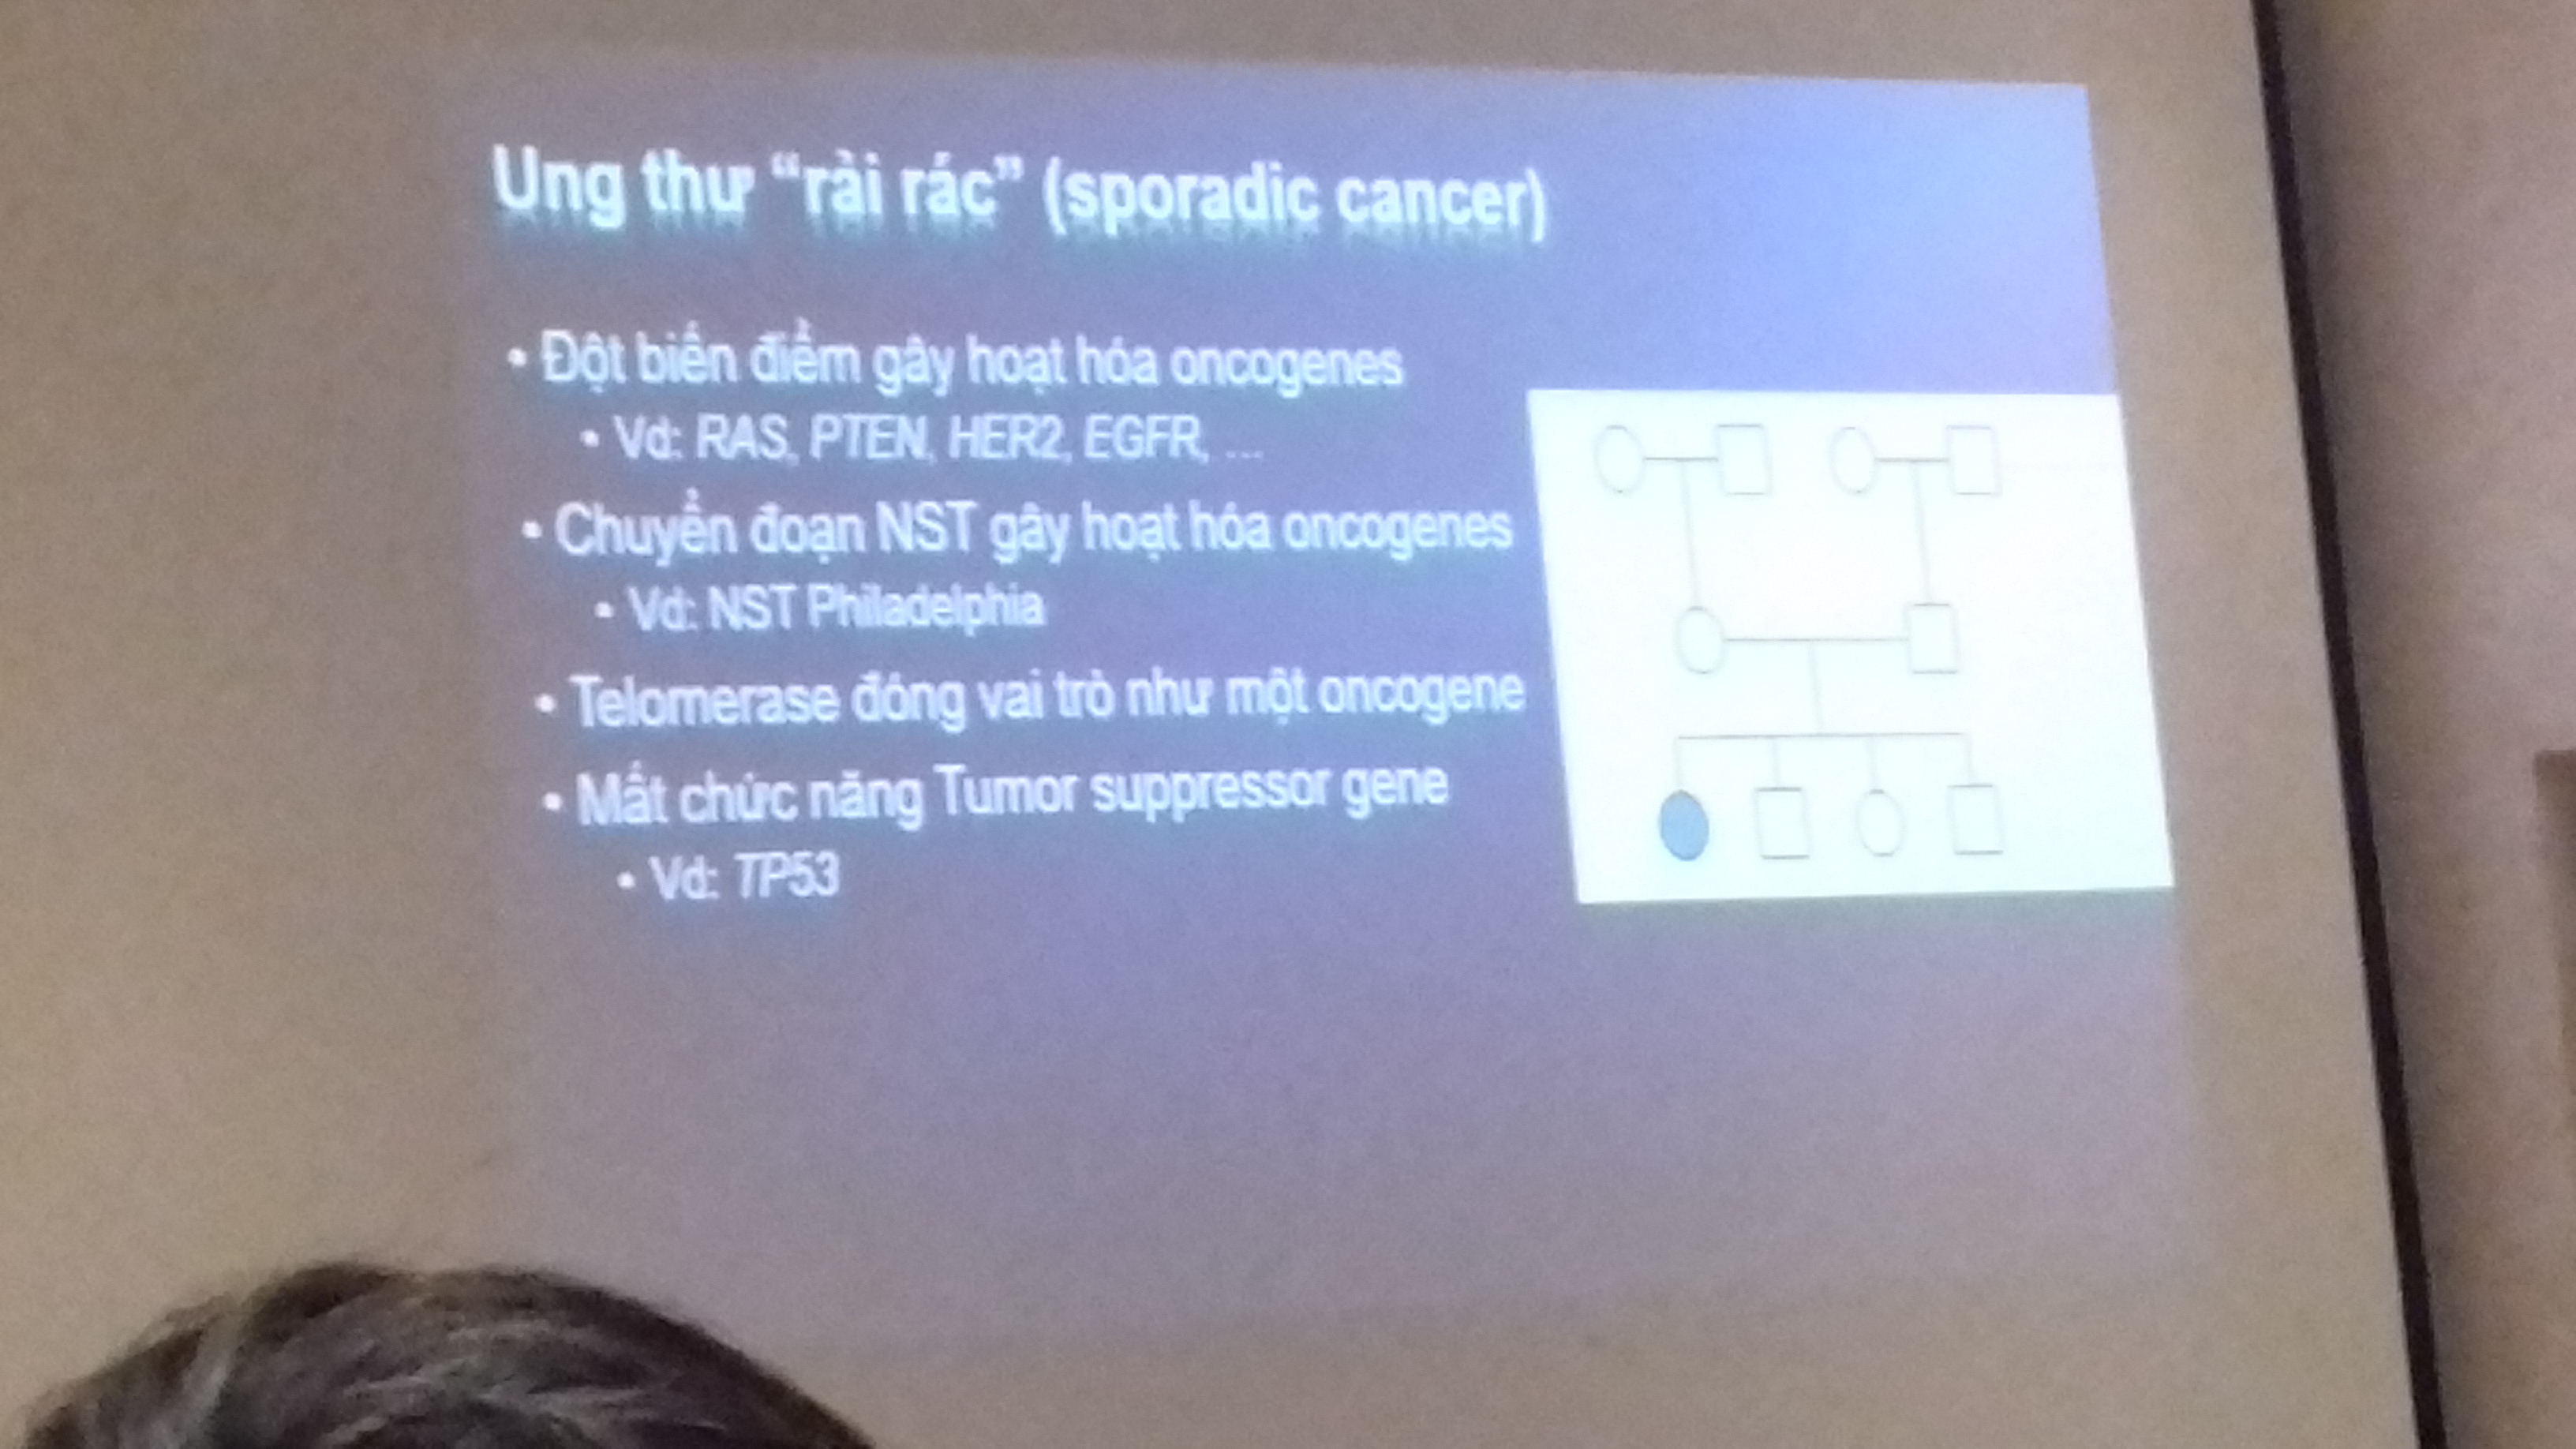 Ung thư “rải rác” (sporadic cancer)
• Đột biến điểm gây hoạt hóa oncogenes
• Vd: RAS, PTEN, HER2, EGFR, ...
• Chuyển đoạn NST gây hoạt hóa oncogenes
• Vd: NST Philadelphia
• Telomerase đóng vai trò như một oncogene
• Mất chức năng Tumor suppressor gene
• Vd: TP53